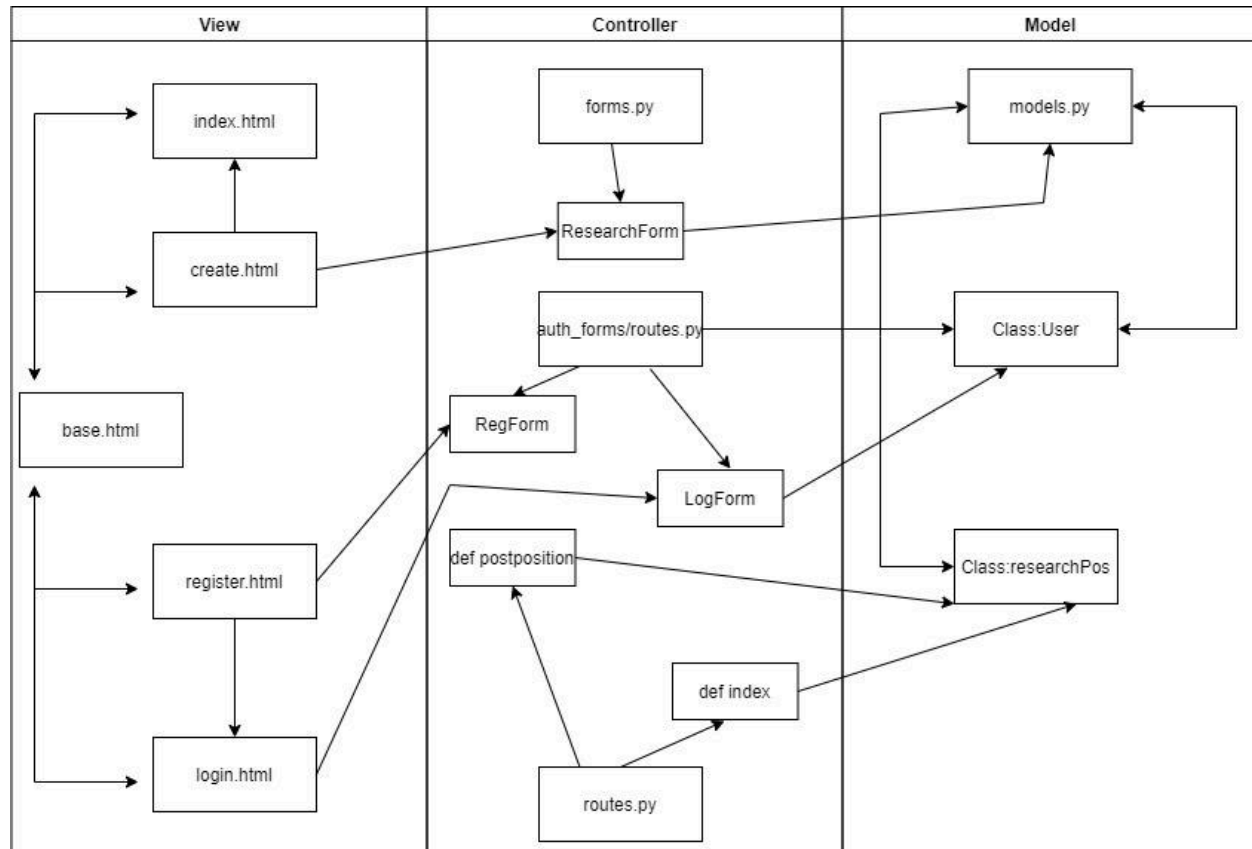 View
Controller
Model
index.html
forms.py
models.py
create.html
ResearchForm
auth_forms/routes.py
Class:User
base.html
RegForm
LogForm
register.html
def postposition
Class:researchPos
def index
login.html
routes.py